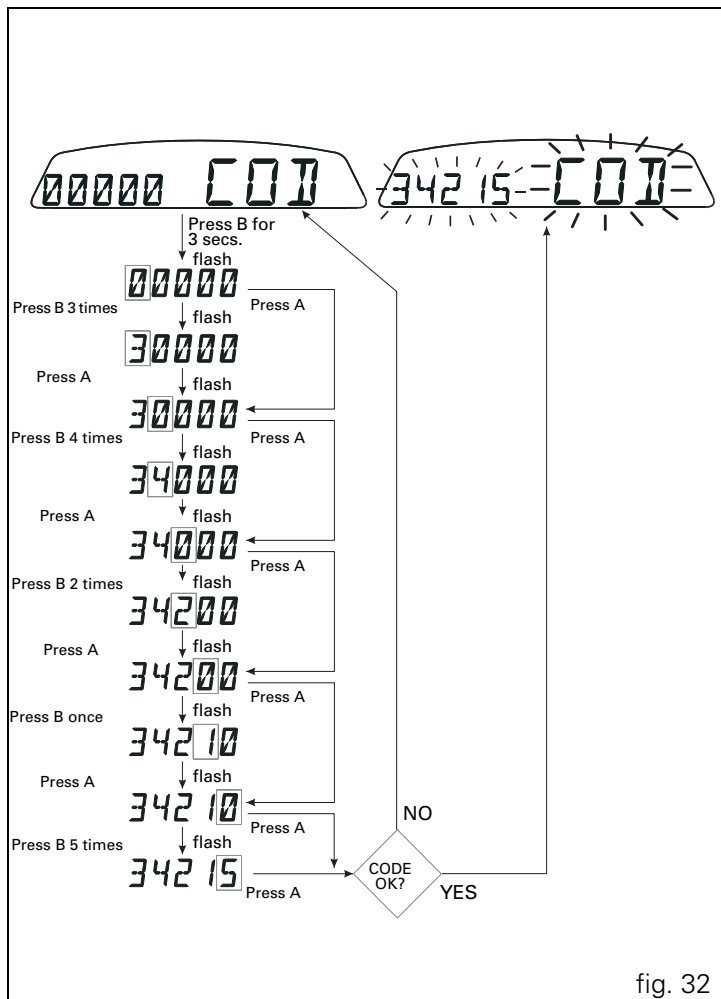 00000 COD
34215 COD
Press B for
3 secs.
flash
00000
Press A
Press B 3 times
flash
30000
Press A
flash
30000
Press A
Press B 4 times
flash
34000
Press A
flash
34000
Press A
Press B 2 times
flash
34200
Press A
flash
34200
Press A
Press B once
flash
34210
Press A
flash
34210
Press A
Press B 5 times
flash
34215
Press A
CODE
OK?
NO
YES
fig. 32